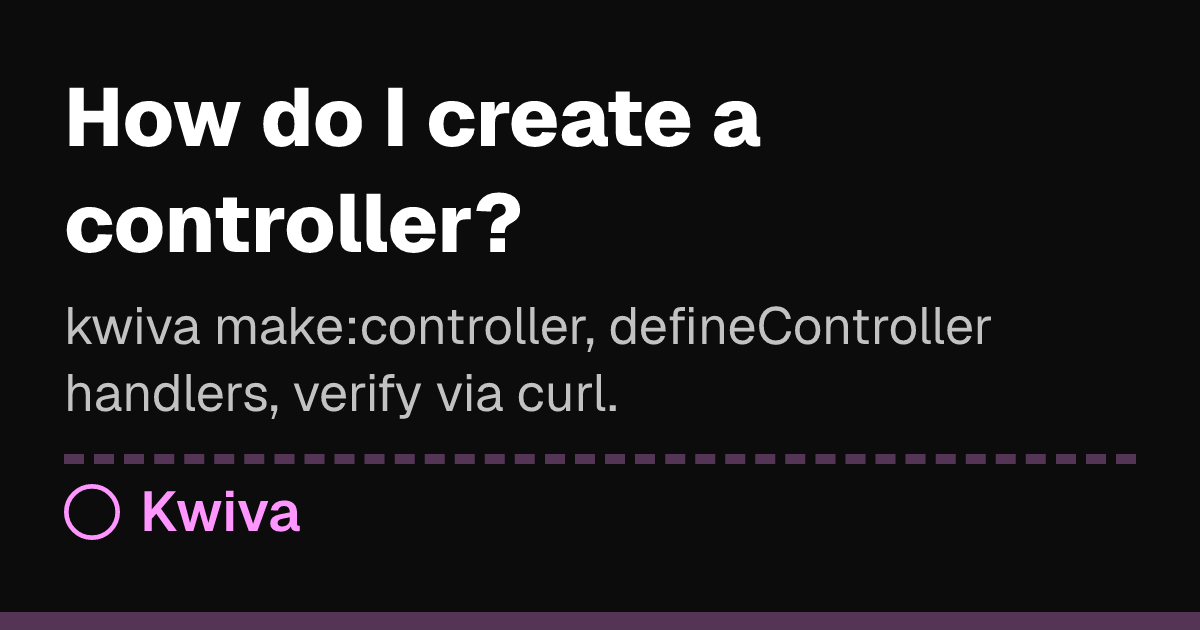 How do I create a
controller?
kwiva make:controller, defineController
handlers, verify via curl.
Kwiva